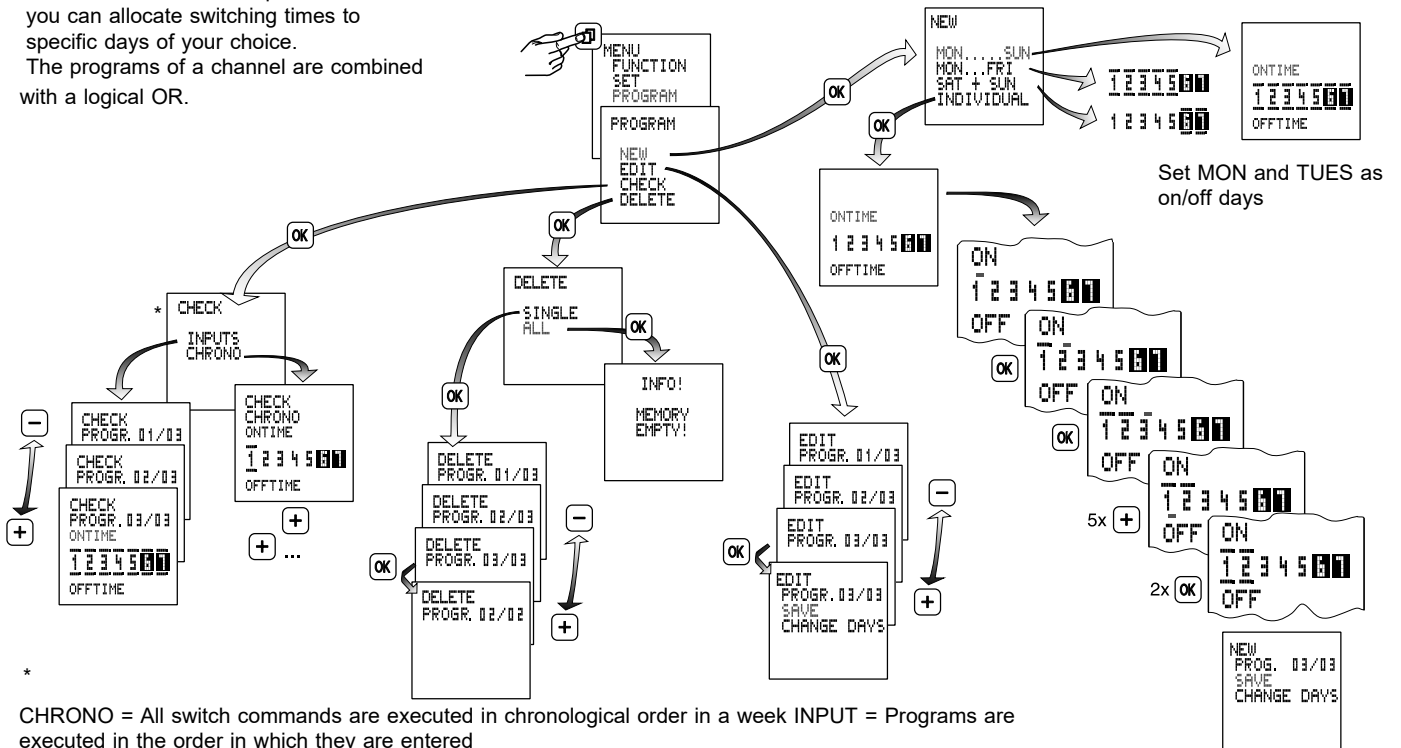 you can allocate switching times to
specific days of your choice.
The programs of a channel are combined
with a logical OR.
MENU
FUNCTION
SET
PROGRAM
PROGRAM
NEW
EDIT
CHECK
DELETE
OK
NEW
MON.....SUN
MON...FRI
SAT + SUN
INDIVIDUAL
1 2 3 4 5 6 7
1 2 3 4 5 6 7
ONTIME
1 2 3 4 5 6 7
OFFTIME
Set MON and TUES as
on/off days
OK
ONTIME
1 2 3 4 5 6 7
OFFTIME
ON
1 2 3 4 5 6 7
OFF
OK
ON
1 2 3 4 5 6 7
OFF
OK
ON
1 2 3 4 5 6 7
OFF
5x +
ON
1 2 3 4 5 6 7
OFF
2x OK
ON
1 2 3 4 5 6 7
OFF
NEW
PROG. 03/03
SAVE
CHANGE DAYS
OK
* CHECK
INPUTS
CHRONO
−
+
CHECK
PROGR. 01/03
CHECK
PROGR. 02/03
CHECK
PROGR. 03/03
ONTIME
1 2 3 4 5 6 7
OFFTIME
CHECK
CHRONO
ONTIME
1 2 3 4 5 6 7
OFFTIME
+
+ ...
OK
DELETE
SINGLE
ALL
OK
INFO!
MEMORY
EMPTY!
OK
DELETE
PROGR. 01/03
DELETE
PROGR. 02/03
DELETE
PROGR. 03/03
OK
DELETE
PROGR. 02/02
−
+
OK
EDIT
PROGR. 01/03
EDIT
PROGR. 02/03
EDIT
PROGR. 03/03
OK
EDIT
PROGR. 03/03
SAVE
CHANGE DAYS
−
+
*
CHRONO = All switch commands are executed in chronological order in a week INPUT = Programs are
executed in the order in which they are entered